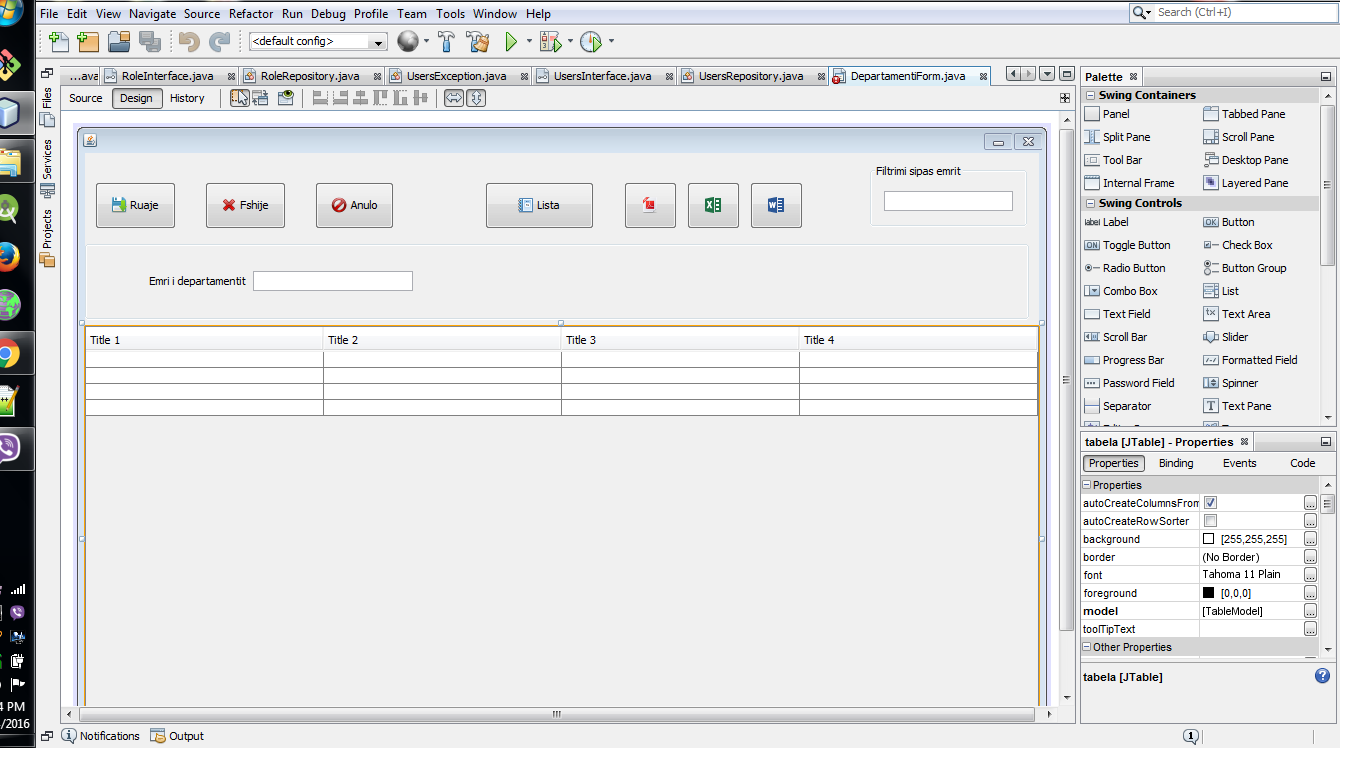 File Edit View Navigate Source Refactor Run Debug Profile Team Tools Window Help
Search (Ctrl+I)
<default config>
...ava RoleInterface.java RoleRepository.java UsersException.java UsersInterface.java UsersRepository.java DepartamentiForm.java
Source Design History
Files
Services
Projects
Ruaje Fshije Anulo Lista
Filtrimi sipas emrit
Emri i departamentit
Title 1 Title 2 Title 3 Title 4
Palette
Swing Containers
Panel Tabbed Pane
Split Pane Scroll Pane
Tool Bar Desktop Pane
Internal Frame Layered Pane
Swing Controls
Label Button
Toggle Button Check Box
Radio Button Button Group
Combo Box List
Text Field Text Area
Scroll Bar Slider
Progress Bar Formatted Field
Password Field Spinner
Separator Text Pane
tabela [JTable] - Properties
Properties Binding Events Code
Properties
autoCreateColumnsFrom
autoCreateRowSorter
background [255,255,255]
border (No Border)
font Tahoma 11 Plain
foreground [0,0,0]
model [TableModel]
toolTipText
Other Properties
tabela [JTable]
4 PM
/2016
Notifications Output
1